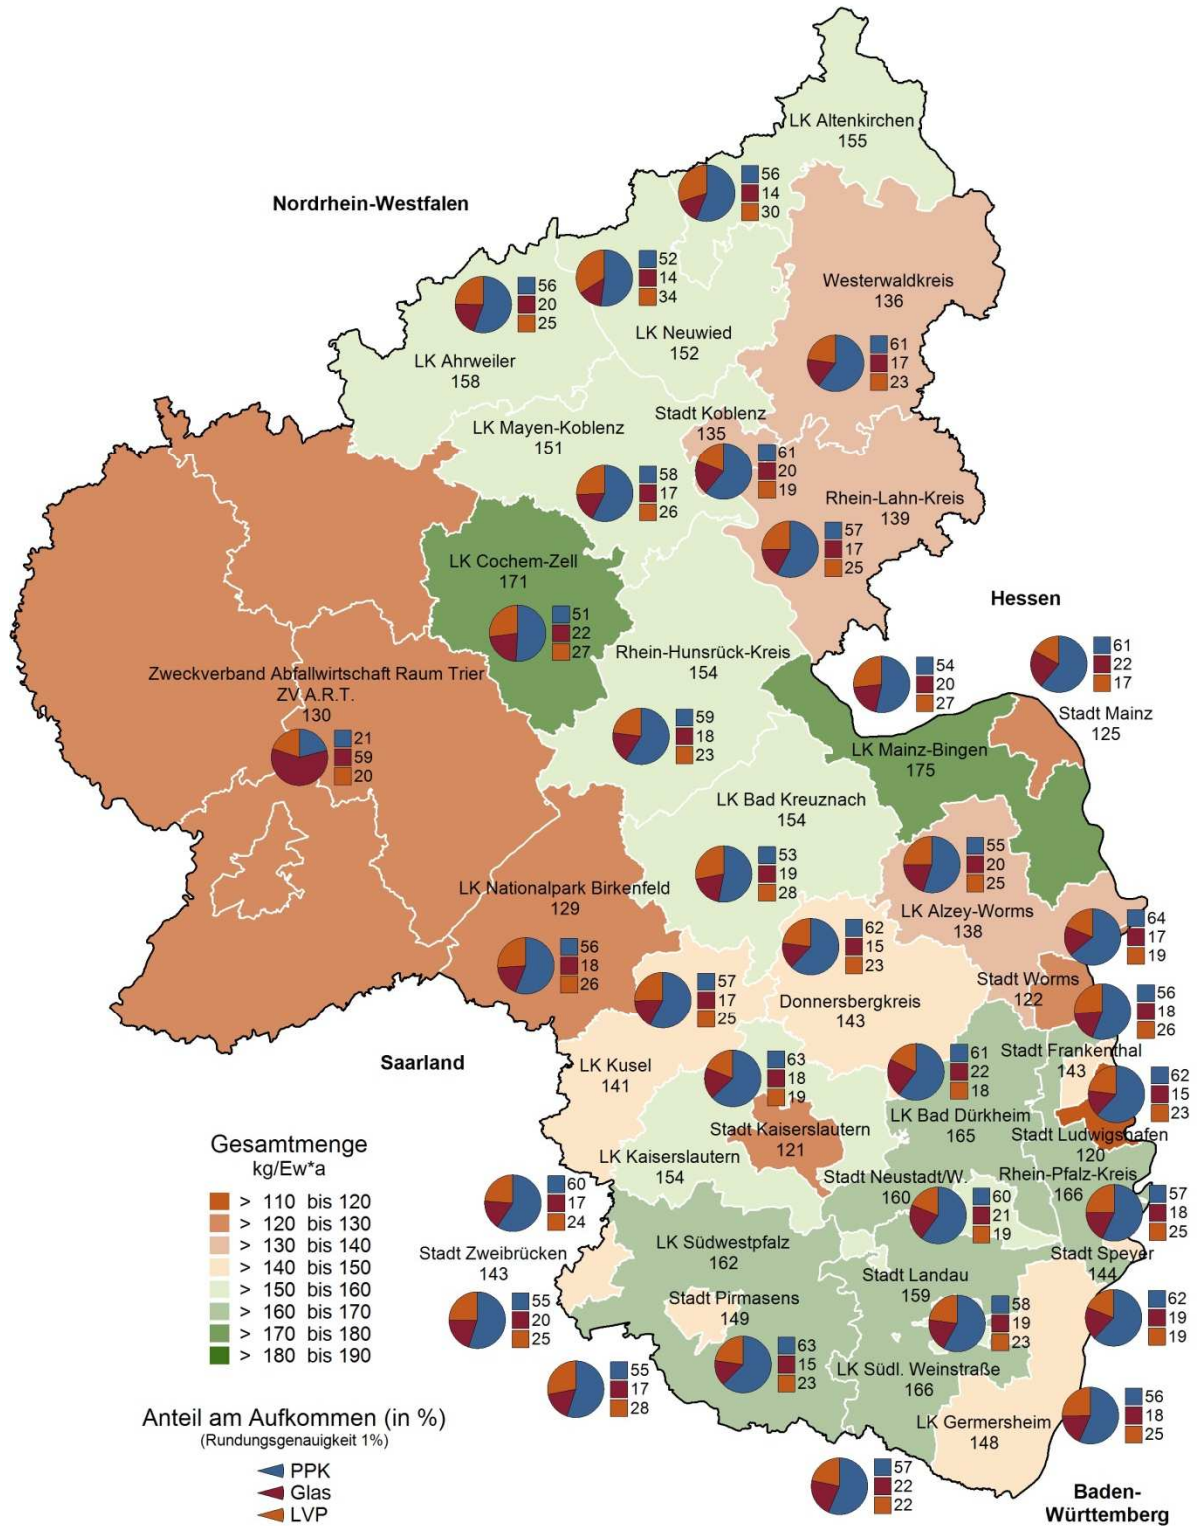 LK Altenkirchen
155
56
14
30
Nordrhein-Westfalen
52
14
34
Westerwaldkreis
136
56
20
25
LK Neuwied
152
61
17
23
LK Ahrweiler
158
Stadt Koblenz
135
LK Mayen-Koblenz
151
61
20
19
58
17
26
Rhein-Lahn-Kreis
139
57
17
25
LK Cochem-Zell
171
Hessen
51
22
27
61
22
17
54
20
27
Rhein-Hunsrück-Kreis
154
Zweckverband Abfallwirtschaft Raum Trier
ZV A.R.T.
130
Stadt Mainz
125
59
18
23
21
59
20
LK Mainz-Bingen
175
LK Bad Kreuznach
154
53
19
28
55
20
25
LK Nationalpark Birkenfeld
129
LK Alzey-Worms
138
64
17
19
62
15
23
56
18
26
57
17
25
Stadt Worms
122
56
18
26
Donnersbergkreis
143
Saarland
Stadt Frankenthal
143
LK Kusel
141
63
18
19
61
22
18
62
15
23
LK Bad Dürkheim
165
Stadt Kaiserslautern
121
Stadt Ludwigshafen
120
LK Kaiserslautern
154
Stadt Neustadt/W.
160
Rhein-Pfalz-Kreis
166
60
17
24
60
21
19
57
18
25
Stadt Zweibrücken
143
LK Südwestpfalz
162
Stadt Speyer
144
Stadt Landau
159
55
20
25
Stadt Pirmasens
149
58
19
23
62
19
19
63
15
23
LK Südl. Weinstraße
166
55
17
28
56
18
25
LK Germersheim
148
57
22
22
Baden-
Württemberg
Gesamtmenge
kg/Ew*a
> 110 bis 120
> 120 bis 130
> 130 bis 140
> 140 bis 150
> 150 bis 160
> 160 bis 170
> 170 bis 180
> 180 bis 190
Anteil am Aufkommen (in %)
(Rundungsgenauigkeit 1%)
PPK
Glas
LVP